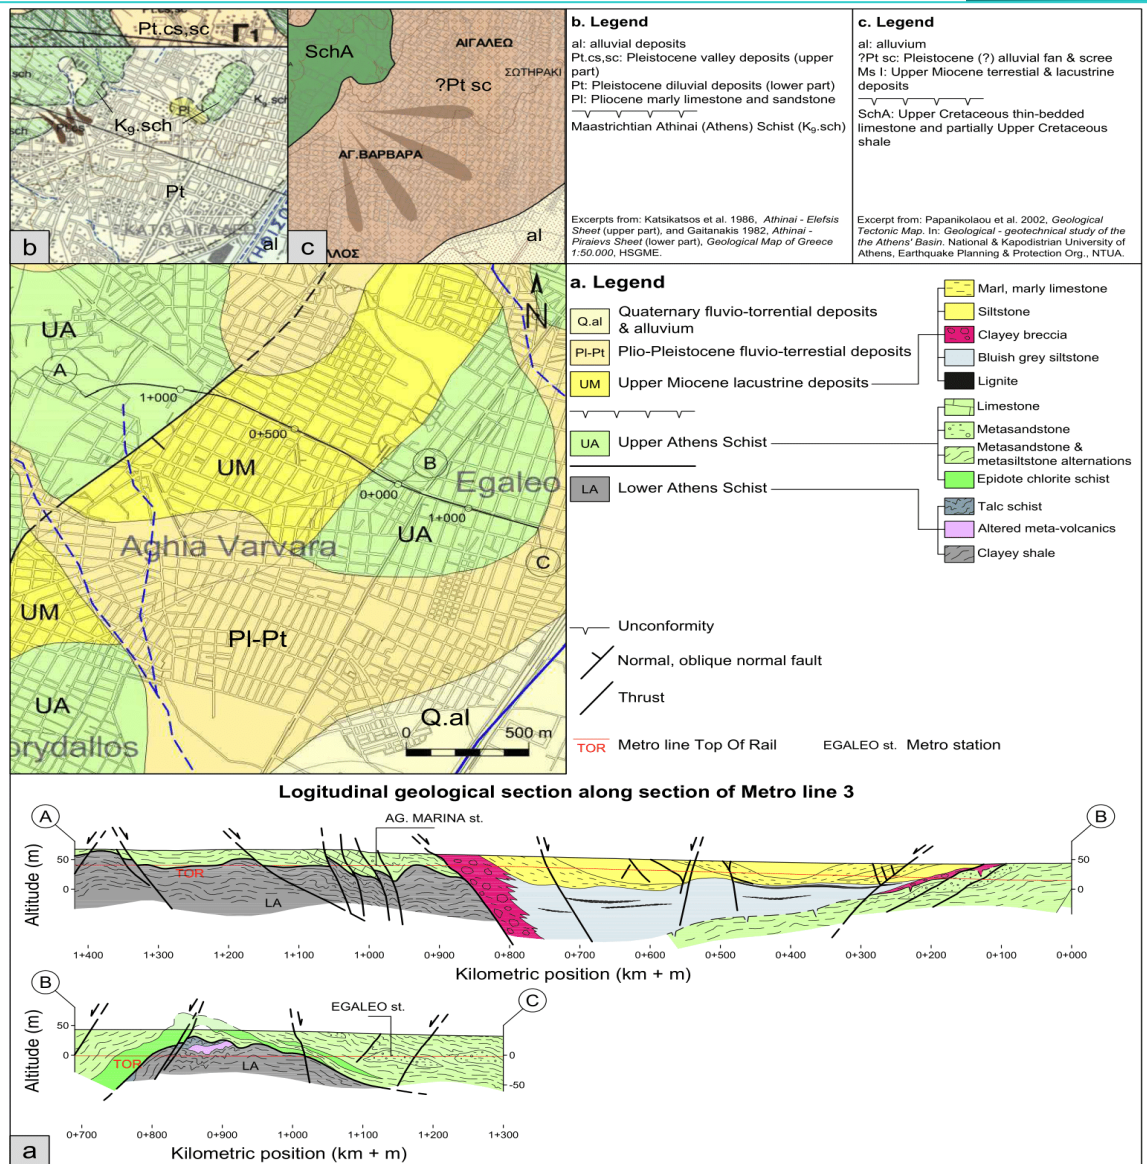 Pt.cs,sc
Γ1
sch
Pl
K₉ sch
sch
Pt.cs
K₉.sch
Pt
ΚΑΤΩ ΑΙΓΑΛΕΩ
al
b
SchA
ΑΙΓΑΛΕΩ
ΣΩΤΗΡΑΚΙ
?Pt sc
ΑΓ.ΒΑΡΒΑΡΑ
ΛΛΟΣ
al
c
b. Legend
al: alluvial deposits
Pt.cs,sc: Pleistocene valley deposits (upper
part)
Pt: Pleistocene diluvial deposits (lower part)
Pl: Pliocene marly limestone and sandstone
Maastrichtian Athinai (Athens) Schist (K₉.sch)
Excerpts from: Katsikatsos et al. 1986, Athinai - Elefsis
Sheet (upper part), and Gaitanakis 1982, Athinai -
Piraievs Sheet (lower part), Geological Map of Greece
1:50.000, HSGME.
c. Legend
al: alluvium
?Pt sc: Pleistocene (?) alluvial fan & scree
Ms I: Upper Miocene terrestial & lacustrine
deposits
SchA: Upper Cretaceous thin-bedded
limestone and partially Upper Cretaceous
shale
Excerpt from: Papanikolaou et al. 2002, Geological
Tectonic Map. In: Geological - geotechnical study of the
the Athens' Basin. National & Kapodistrian University of
Athens, Earthquake Planning & Protection Org., NTUA.
UA
A
1+000
0+500
UM
B
Egaleo
0+000
1+000
UA
Aghia Varvara
C
UM
Pl-Pt
UA
orydallos
Q.al
0 500 m
N
a. Legend
Q.al Quaternary fluvio-torrential deposits
& alluvium
Pl-Pt Plio-Pleistocene fluvio-terrestial deposits
UM Upper Miocene lacustrine deposits
UA Upper Athens Schist
LA Lower Athens Schist
Marl, marly limestone
Siltstone
Clayey breccia
Bluish grey siltstone
Lignite
Limestone
Metasandstone
Metasandstone &
metasiltstone alternations
Epidote chlorite schist
Talc schist
Altered meta-volcanics
Clayey shale
Unconformity
Normal, oblique normal fault
Thrust
TOR Metro line Top Of Rail
EGALEO st. Metro station
Logitudinal geological section along section of Metro line 3
A
AG. MARINA st.
B
Altitude (m)
50
0
TOR
LA
50
0
-50
1+400 1+300 1+200 1+100 1+000 0+900 0+800 0+700 0+600 0+500 0+400 0+300 0+200 0+100 0+000
Kilometric position (km + m)
B
EGALEO st.
C
Altitude (m)
50
0
TOR
LA
0
-50
0+700 0+800 0+900 1+000 1+100 1+200 1+300
Kilometric position (km + m)
a